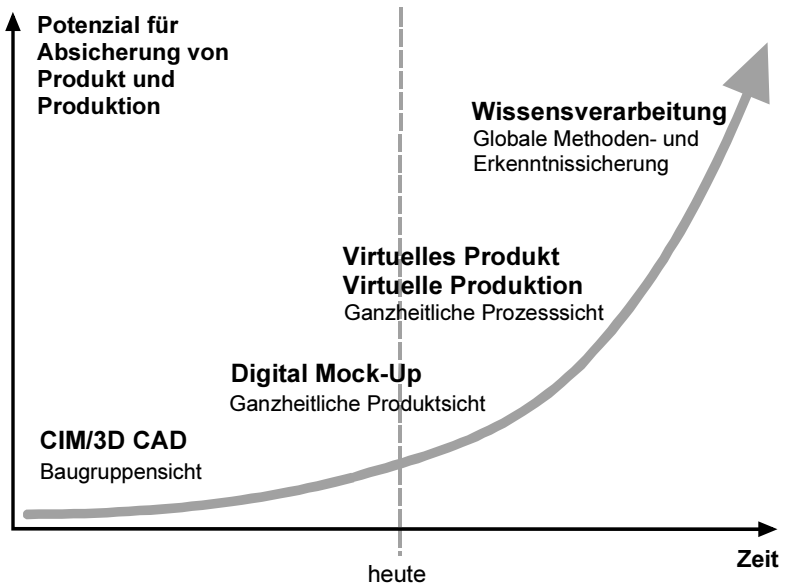 Potenzial für
Absicherung von
Produkt und
Produktion
Wissensverarbeitung
Globale Methoden- und
Erkenntnissicherung
Virtuelles Produkt
Virtuelle Produktion
Ganzheitliche Prozesssicht
Digital Mock-Up
Ganzheitliche Produktsicht
CIM/3D CAD
Baugruppensicht
Zeit
heute